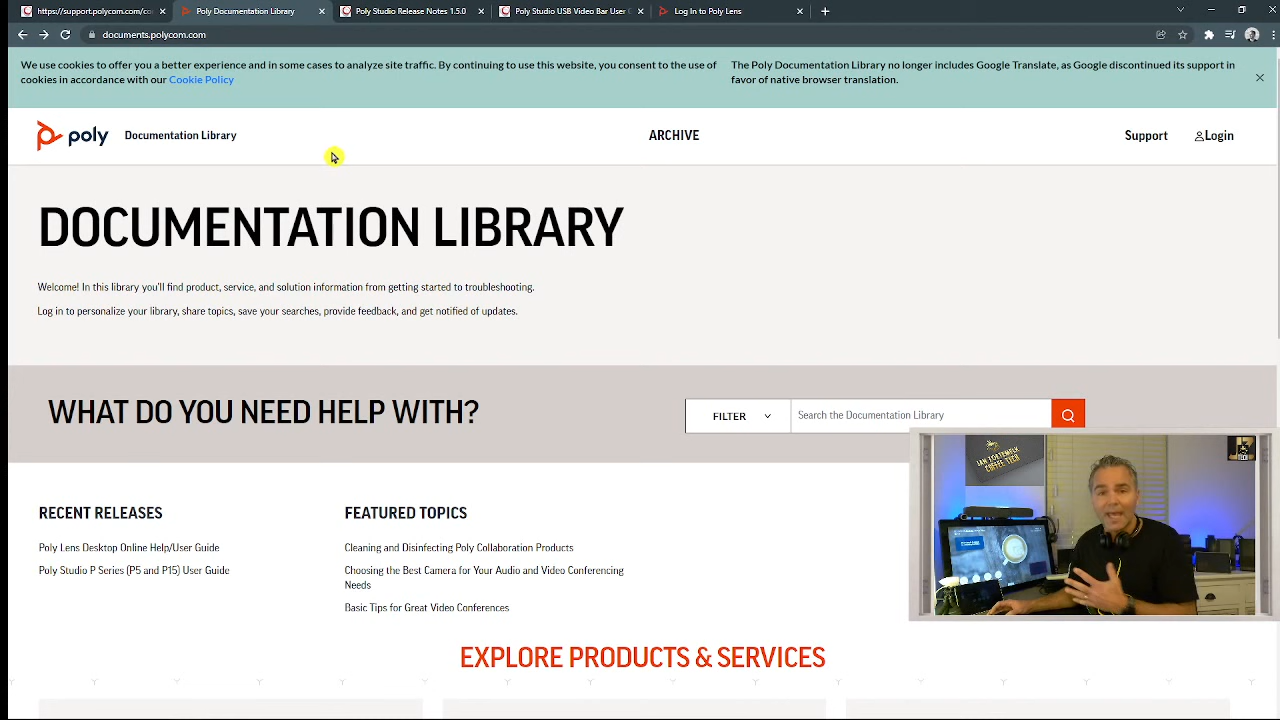 https://support.polycom.com/co
Poly Documentation Library
Poly Studio Release Notes 1.5.0
Poly Studio USB Video Bar User
Log In to Poly Lens
documents.polycom.com
We use cookies to offer you a better experience and in some cases to analyze site traffic. By continuing to use this website, you consent to the use of
cookies in accordance with our Cookie Policy
The Poly Documentation Library no longer includes Google Translate, as Google discontinued its support in
favor of native browser translation.
poly
Documentation Library
ARCHIVE
Support
Login
DOCUMENTATION LIBRARY
Welcome! In this library you'll find product, service, and solution information from getting started to troubleshooting.
Log in to personalize your library, share topics, save your searches, provide feedback, and get notified of updates.
WHAT DO YOU NEED HELP WITH?
FILTER
Search the Documentation Library
RECENT RELEASES
Poly Lens Desktop Online Help/User Guide
Poly Studio P Series (P5 and P15) User Guide
FEATURED TOPICS
Cleaning and Disinfecting Poly Collaboration Products
Choosing the Best Camera for Your Audio and Video Conferencing
Needs
Basic Tips for Great Video Conferences
EXPLORE PRODUCTS & SERVICES